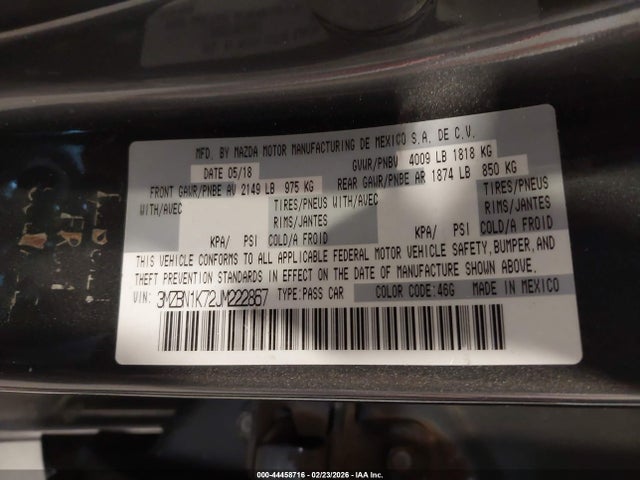 MFD. BY MAZDA MOTOR MANUFACTURING DE MEXICO S.A. DE C.V.
DATE 05/18 GVWR/PNBV 4009 LB 1818 KG
FRONT GAWR/PNBE AV 2149 LB 975 KG REAR GAWR/PNBE AR 1874 LB 850 KG
WITH/AVEC TIRES/PNEUS WITH/AVEC TIRES/PNEUS
RIMS/JANTES RIMS/JANTES
KPA/ PSI COLD/A FROID KPA/ PSI COLD/A FROID
THIS VEHICLE CONFORMS TO ALL APPLICABLE FEDERAL MOTOR VEHICLE SAFETY, BUMPER, AND
THEFT PREVENTION STANDARDS IN EFFECT ON THE DATE OF MANUFACTURE SHOWN ABOVE.
VIN: 3MZBN1K72JM222867 TYPE:PASS CAR COLOR CODE:46G MADE IN MEXICO
000-44458716 - 02/23/2026 - IAA Inc.